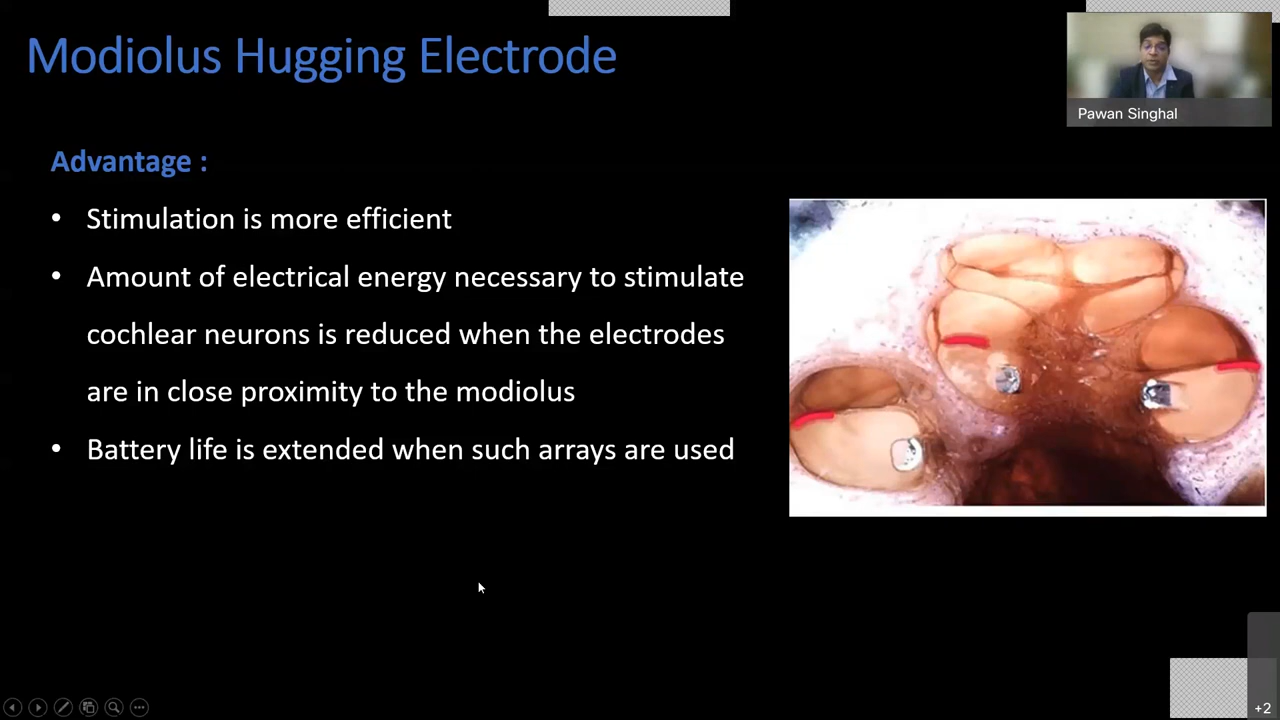 Modiolus Hugging Electrode
Pawan Singhal
Advantage :
• Stimulation is more efficient
• Amount of electrical energy necessary to stimulate
cochlear neurons is reduced when the electrodes
are in close proximity to the modiolus
• Battery life is extended when such arrays are used
+2